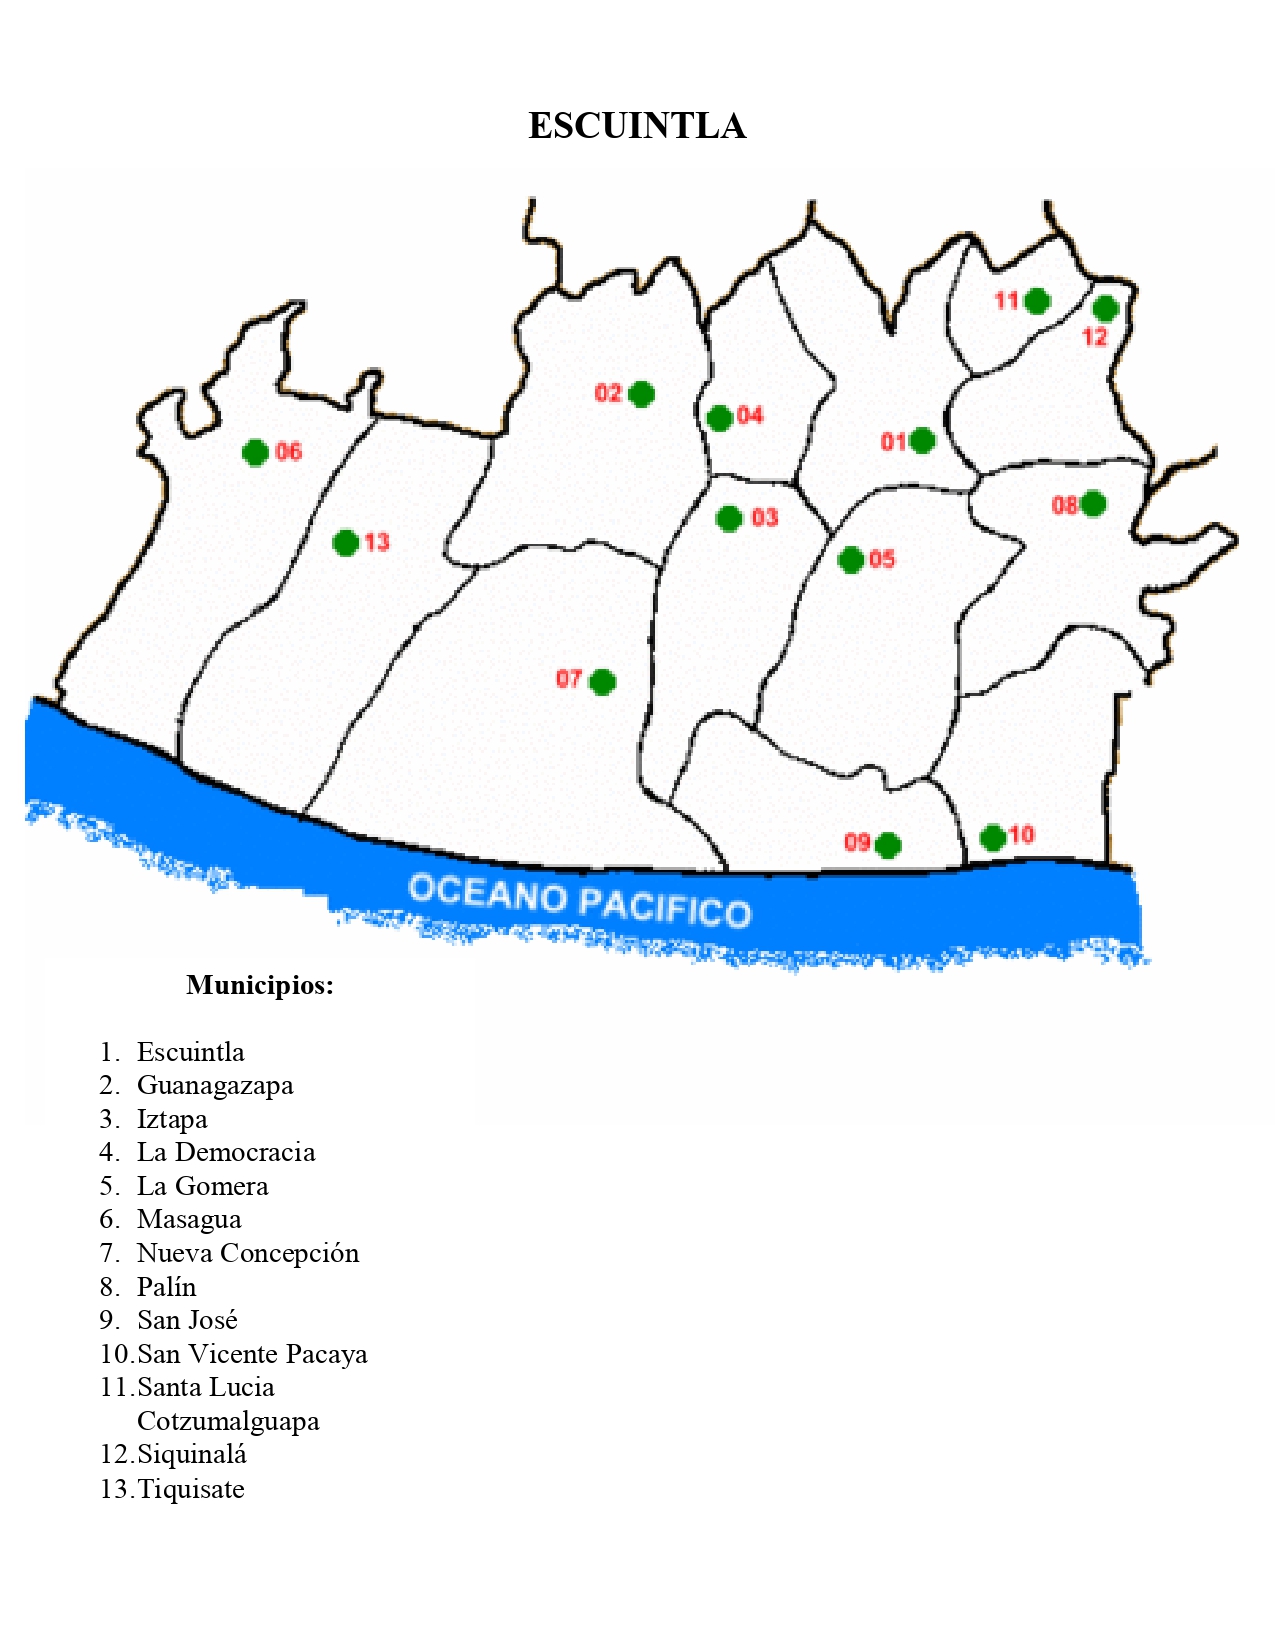 ESCUINTLA
11
12
02
04
01
06
08
03
13
05
07
09
10
OCEANO PACIFICO
Municipios:
1. Escuintla
2. Guanagazapa
3. Iztapa
4. La Democracia
5. La Gomera
6. Masagua
7. Nueva Concepción
8. Palín
9. San José
10. San Vicente Pacaya
11. Santa Lucia
Cotzumalguapa
12. Siquinalá
13. Tiquisate